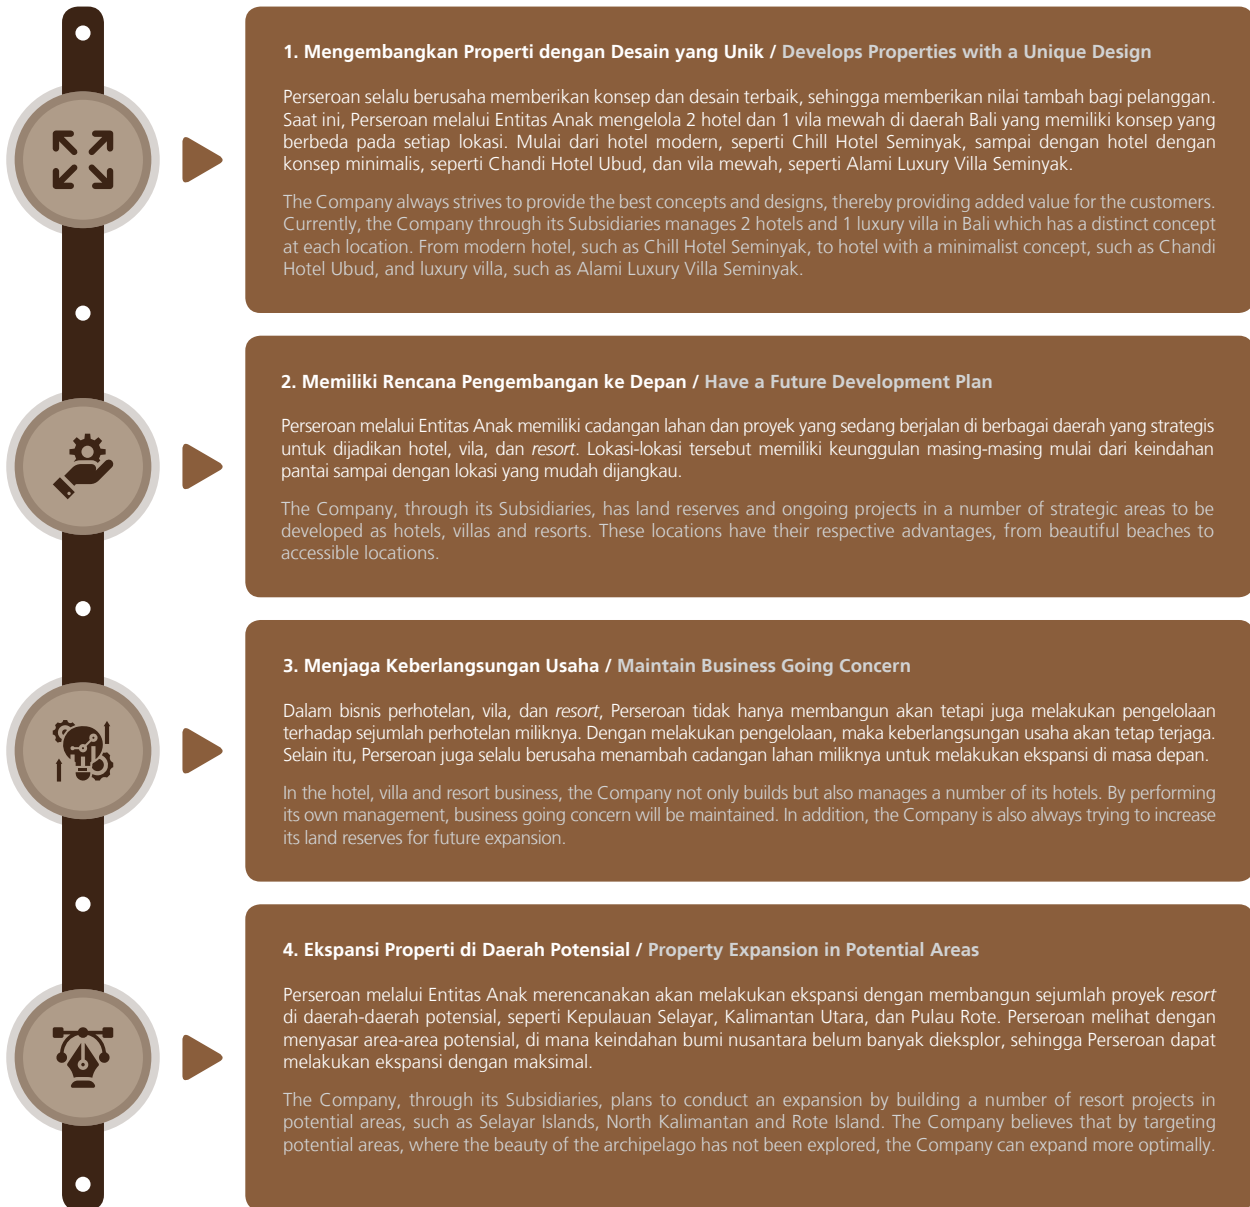 1. Mengembangkan Properti dengan Desain yang Unik / Develops Properties with a Unique Design
Perseroan selalu berusaha memberikan konsep dan desain terbaik, sehingga memberikan nilai tambah bagi pelanggan.
Saat ini, Perseroan melalui Entitas Anak mengelola 2 hotel dan 1 vila mewah di daerah Bali yang memiliki konsep yang
berbeda pada setiap lokasi. Mulai dari hotel modern, seperti Chill Hotel Seminyak, sampai dengan hotel dengan
konsep minimalis, seperti Chandi Hotel Ubud, dan vila mewah, seperti Alami Luxury Villa Seminyak.
The Company always strives to provide the best concepts and designs, thereby providing added value for the customers.
Currently, the Company through its Subsidiaries manages 2 hotels and 1 luxury villa in Bali which has a distinct concept
at each location. From modern hotel, such as Chill Hotel Seminyak, to hotel with a minimalist concept, such as Chandi
Hotel Ubud, and luxury villa, such as Alami Luxury Villa Seminyak.
2. Memiliki Rencana Pengembangan ke Depan / Have a Future Development Plan
Perseroan melalui Entitas Anak memiliki cadangan lahan dan proyek yang sedang berjalan di berbagai daerah yang strategis
untuk dijadikan hotel, vila, dan resort. Lokasi-lokasi tersebut memiliki keunggulan masing-masing mulai dari keindahan
pantai sampai dengan lokasi yang mudah dijangkau.
The Company, through its Subsidiaries, has land reserves and ongoing projects in a number of strategic areas to be
developed as hotels, villas and resorts. These locations have their respective advantages, from beautiful beaches to
accessible locations.
3. Menjaga Keberlangsungan Usaha / Maintain Business Going Concern
Dalam bisnis perhotelan, vila, dan resort, Perseroan tidak hanya membangun akan tetapi juga melakukan pengelolaan
terhadap sejumlah perhotelan miliknya. Dengan melakukan pengelolaan, maka keberlangsungan usaha akan tetap terjaga.
Selain itu, Perseroan juga selalu berusaha menambah cadangan lahan miliknya untuk melakukan ekspansi di masa depan.
In the hotel, villa and resort business, the Company not only builds but also manages a number of its hotels. By performing
its own management, business going concern will be maintained. In addition, the Company is also always trying to increase
its land reserves for future expansion.
4. Ekspansi Properti di Daerah Potensial / Property Expansion in Potential Areas
Perseroan melalui Entitas Anak merencanakan akan melakukan ekspansi dengan membangun sejumlah proyek resort
di daerah-daerah potensial, seperti Kepulauan Selayar, Kalimantan Utara, dan Pulau Rote. Perseroan melihat dengan
menyasar area-area potensial, di mana keindahan bumi nusantara belum banyak dieksplor, sehingga Perseroan dapat
melakukan ekspansi dengan maksimal.
The Company, through its Subsidiaries, plans to conduct an expansion by building a number of resort projects in
potential areas, such as Selayar Islands, North Kalimantan and Rote Island. The Company believes that by targeting
potential areas, where the beauty of the archipelago has not been explored, the Company can expand more optimally.